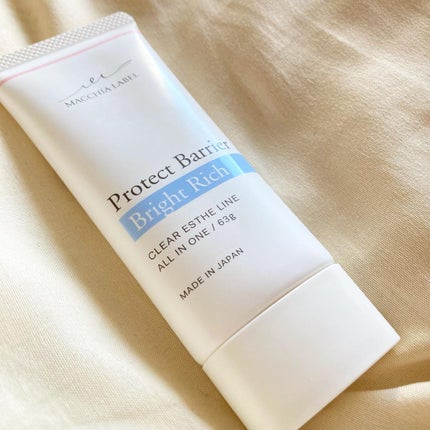 MACCHIA LABEL
Protect Barrier
Bright Rich
CLEAR ESTHE LINE
ALL IN ONE / 63g
MADE IN JAPAN